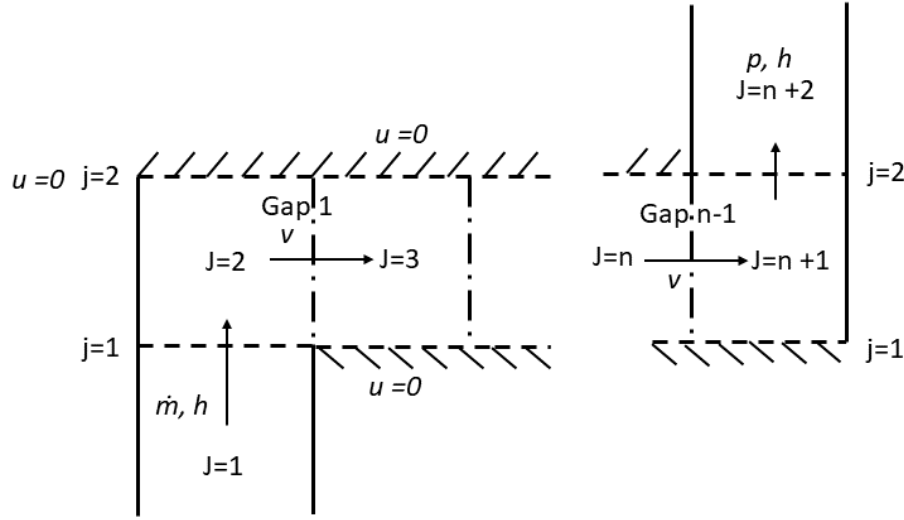 u =0
u =0 j=2
Gap 1
v
J=2 J=3
j=1
u =0
ṁ, h
J=1
p, h
J=n +2
j=2
Gap n-1
J=n J=n +1
v
j=1